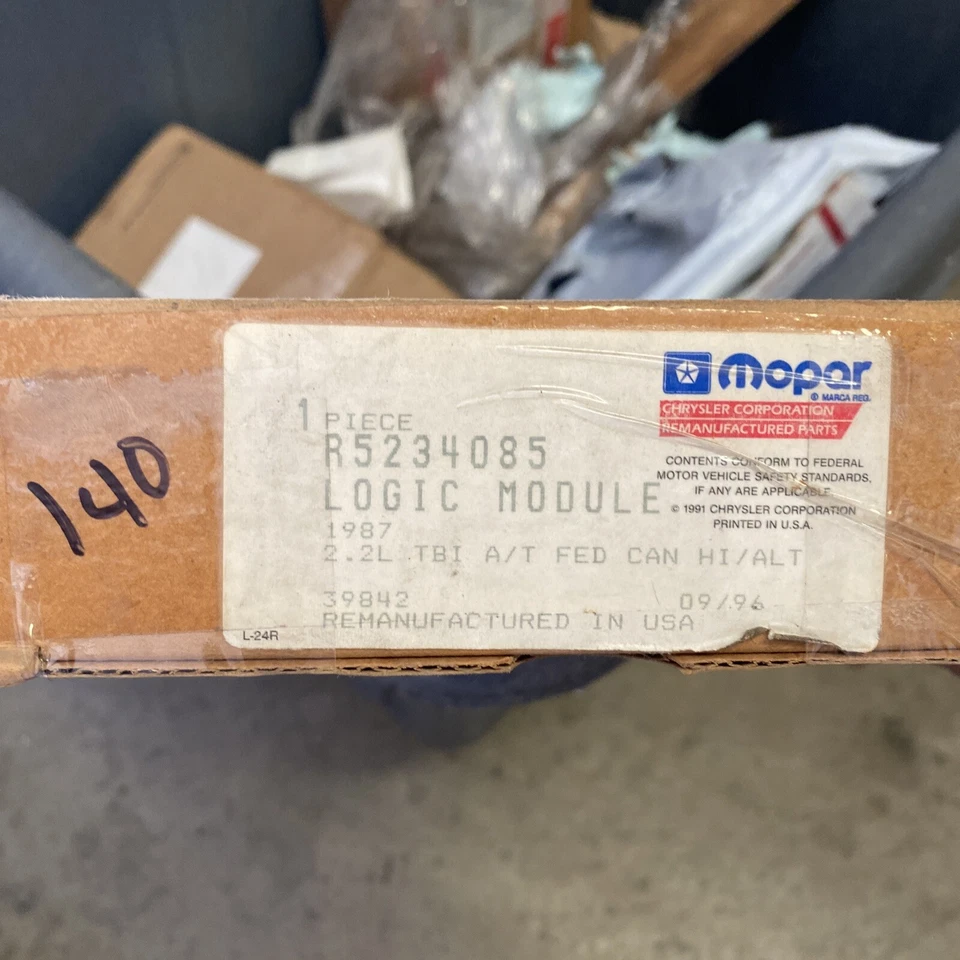 140
1 PIECE
R5234085
LOGIC MODULE
1987
2.2L TBI A/T FED CAN HI/ALT
39842 09/96
REMANUFACTURED IN USA
L-24R
Mopar
® MARCA REG.
CHRYSLER CORPORATION
REMANUFACTURED PARTS
CONTENTS CONFORM TO FEDERAL
MOTOR VEHICLE SAFETY STANDARDS,
IF ANY ARE APPLICABLE
© 1991 CHRYSLER CORPORATION
PRINTED IN U.S.A.